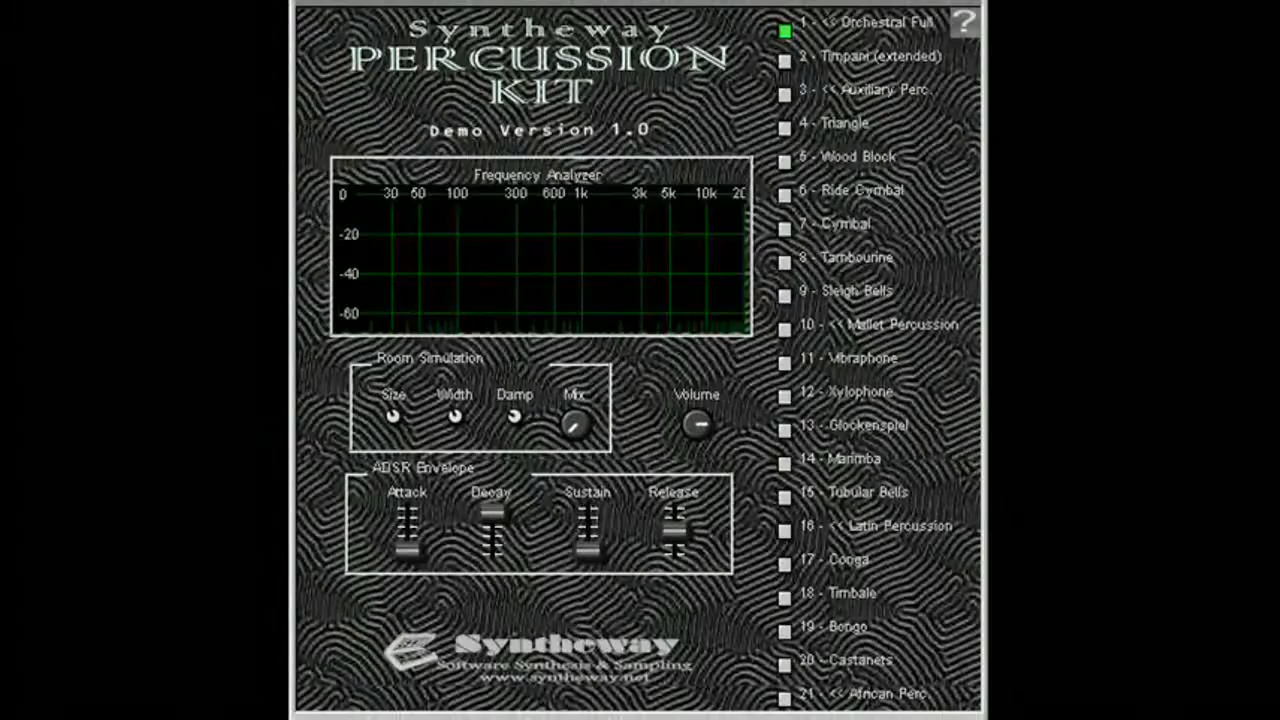 Syntheway
PERCUSSION
KIT
Demo Version 1.0
Frequency Analyzer
0 30 50 100 300 600 1k 3k 5k 10k 20
-20
-40
-60
Room Simulation
Size Width Damp Mix
Volume
ADSR Envelope
Attack Decay Sustain Release
Syntheway
Software Synthesis & Sampling
www.syntheway.net
?
1 - << Orchestral Full
2 - Timpani (extended)
3 - << Auxiliary Perc.
4 - Triangle
5 - Wood Block
6 - Ride Cymbal
7 - Cymbal
8 - Tambourine
9 - Sleigh Bells
10 - << Mallet Percussion
11 - Vibraphone
12 - Xylophone
13 - Glockenspiel
14 - Marimba
15 - Tubular Bells
16 - << Latin Percussion
17 - Conga
18 - Timbale
19 - Bongo
20 - Castanets
21 - << African Perc.